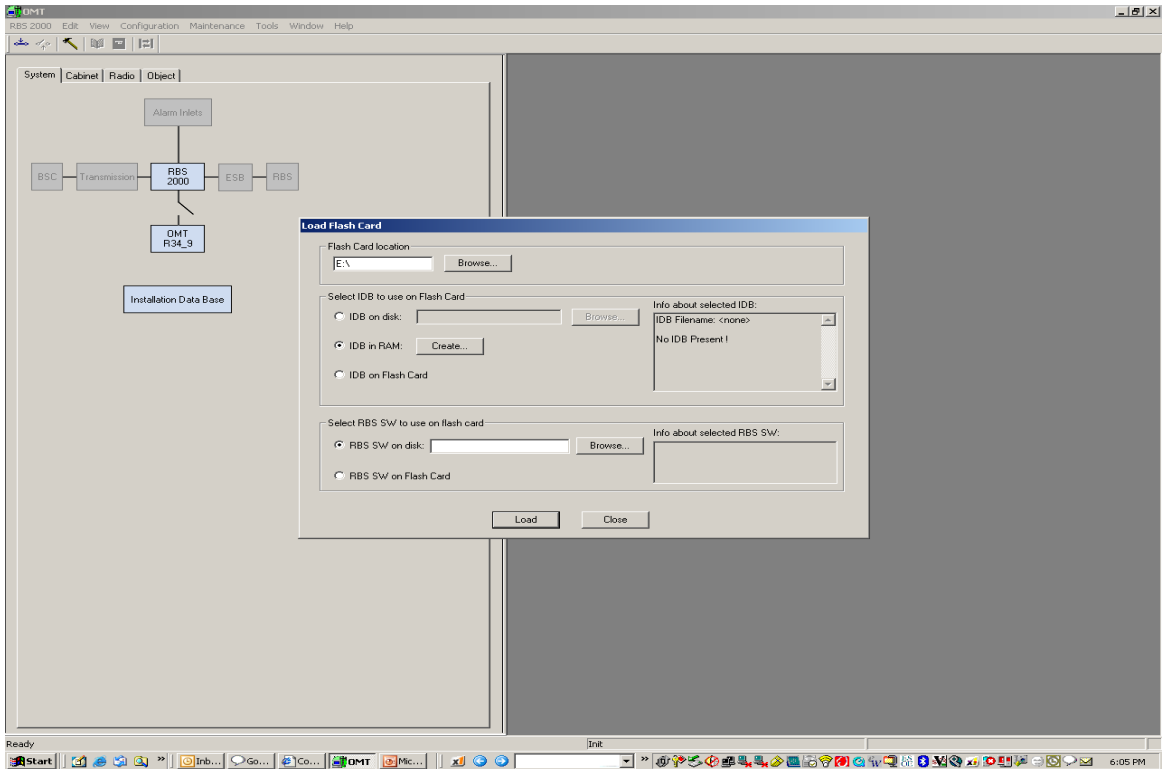 OMT
RBS 2000 Edit View Configuration Maintenance Tools Window Help
System Cabinet Radio Object
Alarm Inlets
BSC Transmission RBS 2000 ESB RBS
OMT R34_9
Installation Data Base
Load Flash Card
Flash Card location
E:\ Browse...
Select IDB to use on Flash Card
IDB on disk: Browse...
IDB in RAM: Create...
IDB on Flash Card
Info about selected IDB:
IDB Filename: <none>
No IDB Present !
Select RBS SW to use on flash card
RBS SW on disk: Browse...
RBS SW on Flash Card
Info about selected RBS SW:
Load Close
Ready Init
Start » Inb... Go... Co... OMT Mic... » 6:05 PM